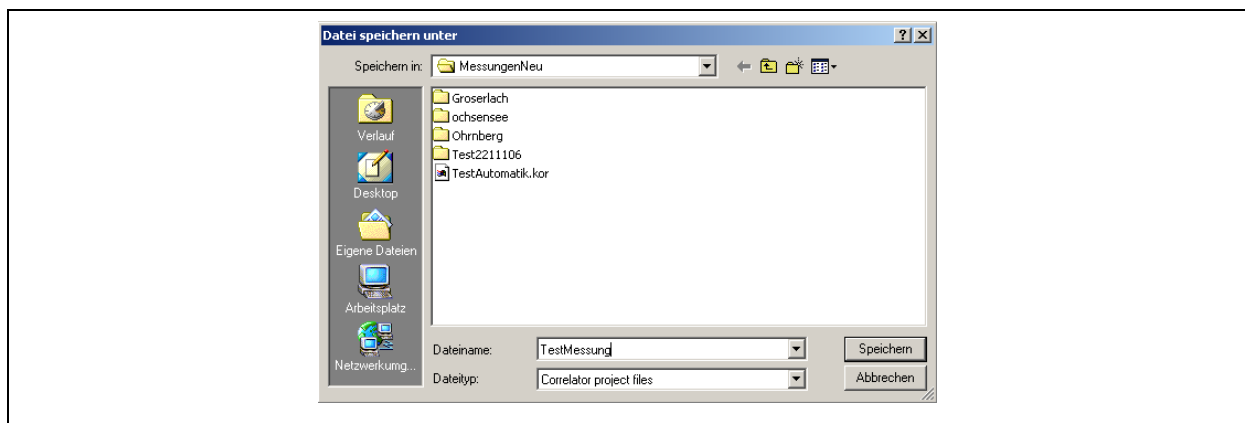 Datei speichern unter
Speichern in: MessungenNeu
Verlauf
Desktop
Eigene Dateien
Arbeitsplatz
Netzwerkumg...
Groserlach
ochsensee
Ohrnberg
Test2211106
TestAutomatik.kor
Dateiname: TestMessung Speichern
Dateityp: Correlator project files Abbrechen